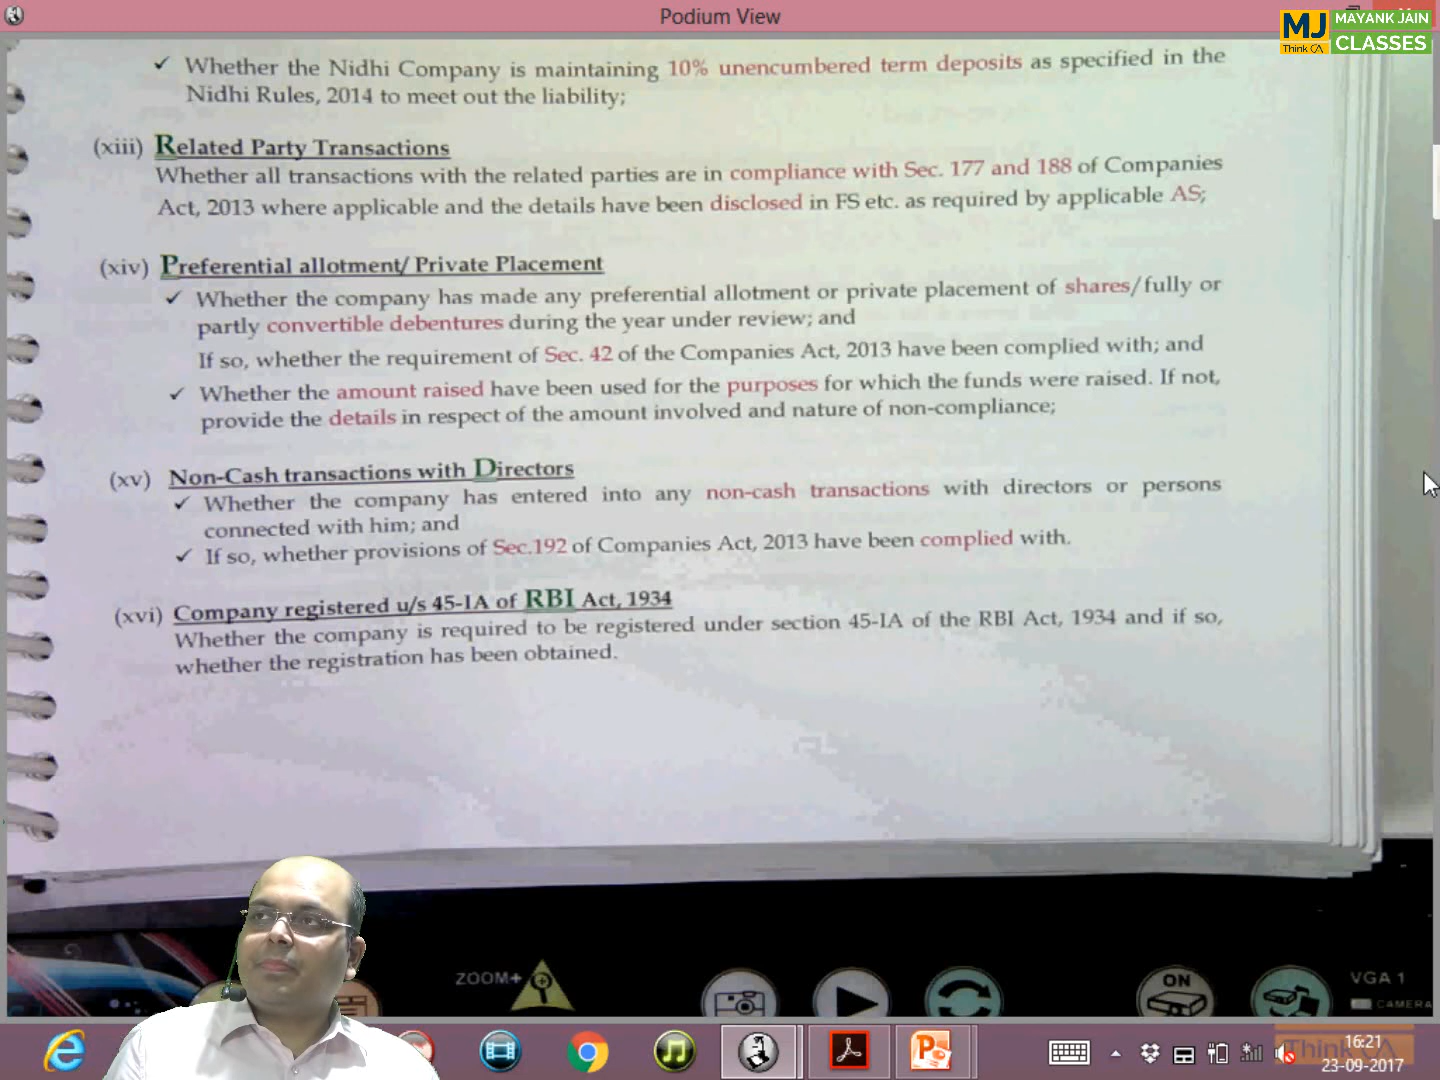 Podium View
MJ
Think CA
MAYANK JAIN
CLASSES
✓ Whether the Nidhi Company is maintaining 10% unencumbered term deposits as specified in the
Nidhi Rules, 2014 to meet out the liability;
(xiii) Related Party Transactions
Whether all transactions with the related parties are in compliance with Sec. 177 and 188 of Companies
Act, 2013 where applicable and the details have been disclosed in FS etc. as required by applicable AS;
(xiv) Preferential allotment/ Private Placement
✓ Whether the company has made any preferential allotment or private placement of shares/fully or
partly convertible debentures during the year under review; and
If so, whether the requirement of Sec. 42 of the Companies Act, 2013 have been complied with; and
✓ Whether the amount raised have been used for the purposes for which the funds were raised. If not,
provide the details in respect of the amount involved and nature of non-compliance;
(xv) Non-Cash transactions with Directors
✓ Whether the company has entered into any non-cash transactions with directors or persons
connected with him; and
✓ If so, whether provisions of Sec.192 of Companies Act, 2013 have been complied with.
(xvi) Company registered u/s 45-IA of RBI Act, 1934
Whether the company is required to be registered under section 45-IA of the RBI Act, 1934 and if so,
whether the registration has been obtained.
ZOOM+
ON
VGA 1
CAMERA
Think CA
16:21
23-09-2017